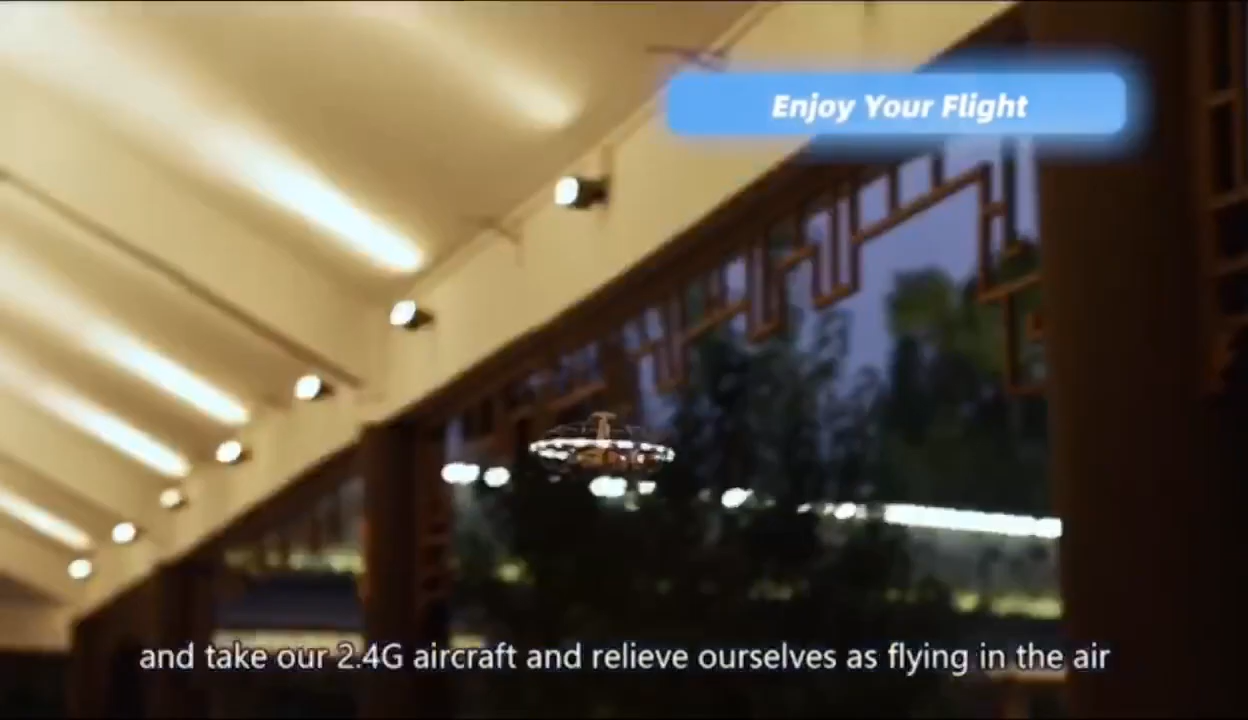 Enjoy Your Flight
and take our 2.4G aircraft and relieve ourselves as flying in the air